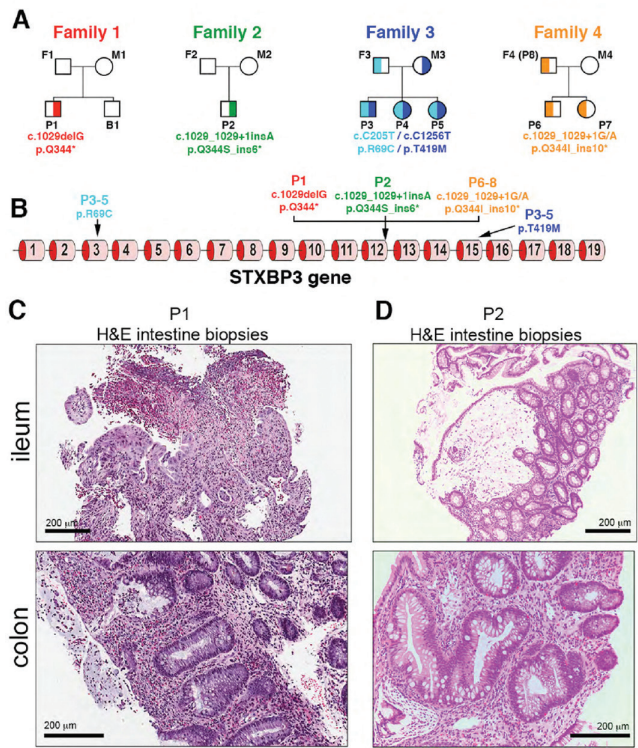 A
Family 1
Family 2
Family 3
Family 4
F1
M1
F2
M2
F3
M3
F4 (P8)
M4
P1
B1
P2
P3
P4
P5
P6
P7
c.1029delG
p.Q344*
c.1029_1029+1insA
p.Q344S_ins6*
c.C205T / c.C1256T
p.R69C / p.T419M
c.1029_1029+1G/A
p.Q344I_ins10*
B
P3-5
p.R69C
P1
c.1029delG
p.Q344*
P2
c.1029_1029+1insA
p.Q344S_ins6*
P6-8
c.1029_1029+1G/A
p.Q344I_ins10*
P3-5
p.T419M
1 2 3 4 5 6 7 8 9 10 11 12 13 14 15 16 17 18 19
STXBP3 gene
C
P1
H&E intestine biopsies
D
P2
H&E intestine biopsies
ileum
200 µm
200 µm
colon
200 µm
200 µm